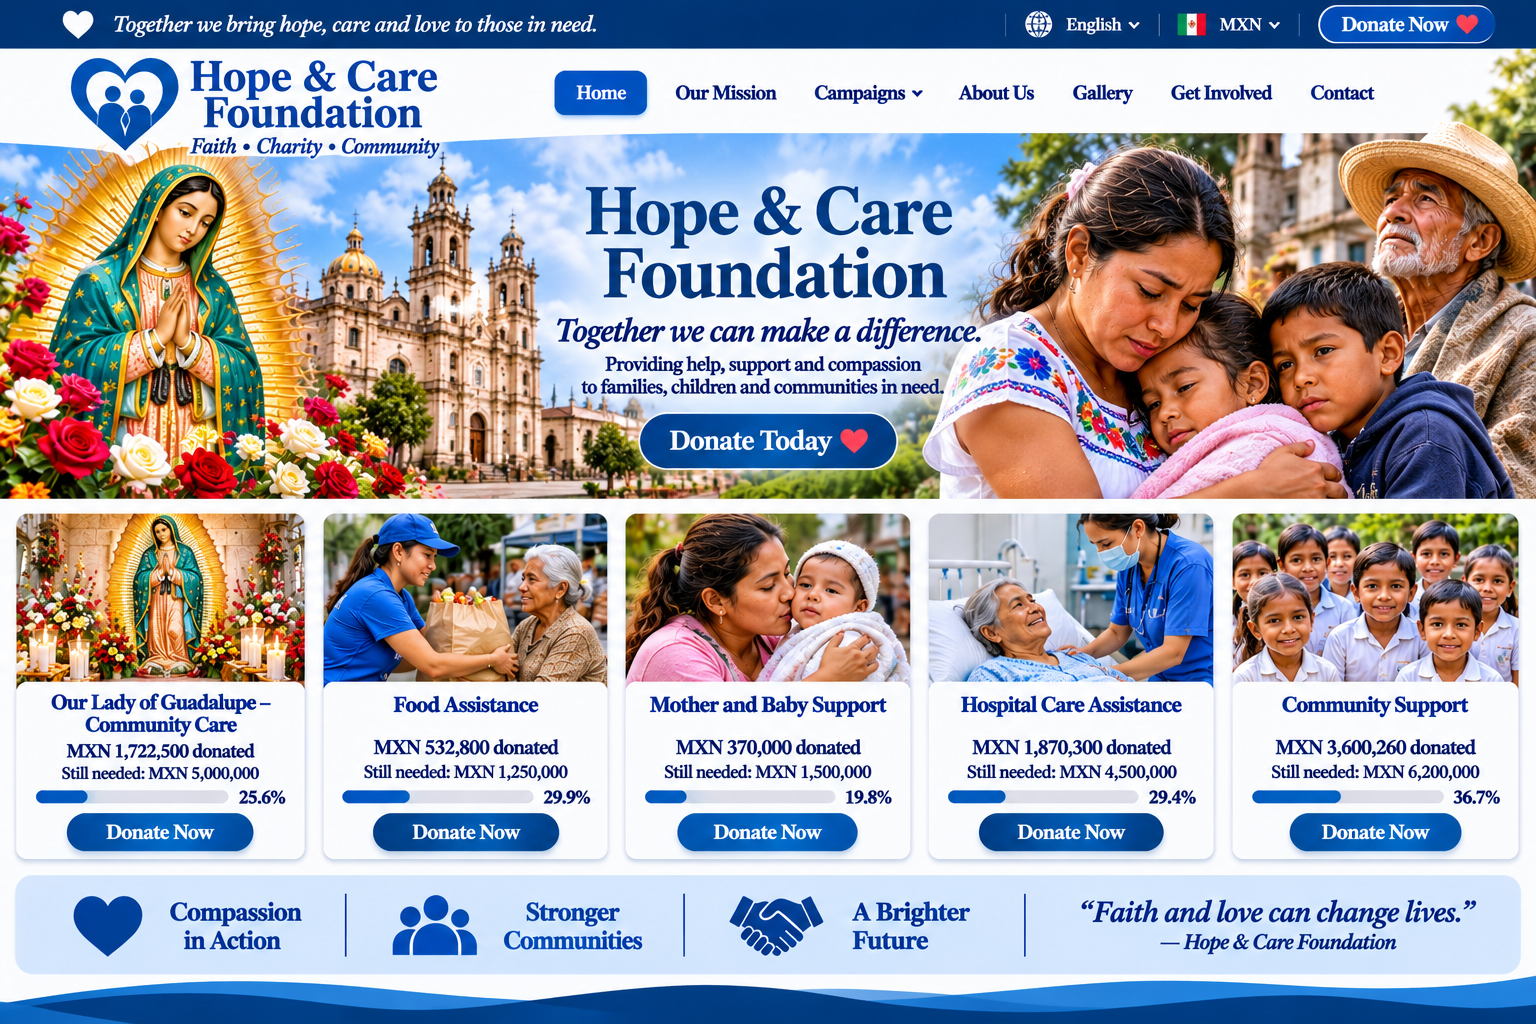 Together we bring hope, care and love to those in need.
English
MXN
Donate Now
Hope & Care
Foundation
Faith • Charity • Community
Home
Our Mission
Campaigns
About Us
Gallery
Get Involved
Contact
Hope & Care
Foundation
Together we can make a difference.
Providing help, support and compassion
to families, children and communities in need.
Donate Today
Our Lady of Guadalupe –
Community Care
MXN 1,722,500 donated
Still needed: MXN 5,000,000
25.6%
Donate Now
Food Assistance
MXN 532,800 donated
Still needed: MXN 1,250,000
29.9%
Donate Now
Mother and Baby Support
MXN 370,000 donated
Still needed: MXN 1,500,000
19.8%
Donate Now
Hospital Care Assistance
MXN 1,870,300 donated
Still needed: MXN 4,500,000
29.4%
Donate Now
Community Support
MXN 3,600,260 donated
Still needed: MXN 6,200,000
36.7%
Donate Now
Compassion
in Action
Stronger
Communities
A Brighter
Future
“Faith and love can change lives.”
— Hope & Care Foundation